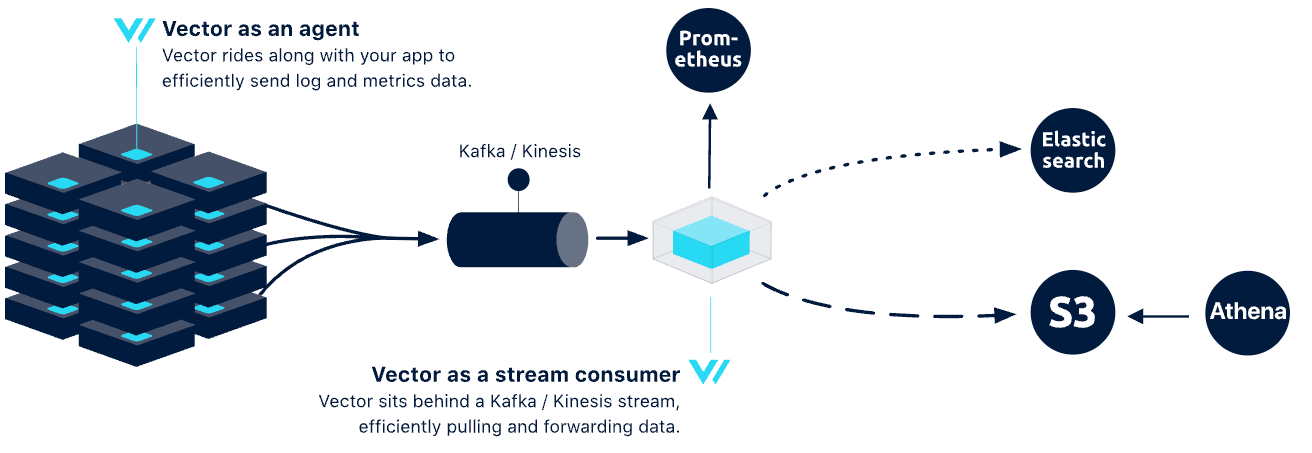 Vector as an agent
Vector rides along with your app to
efficiently send log and metrics data.
Prom-
etheus
Kafka / Kinesis
Elastic
search
S3
Athena
Vector as a stream consumer
Vector sits behind a Kafka / Kinesis stream,
efficiently pulling and forwarding data.